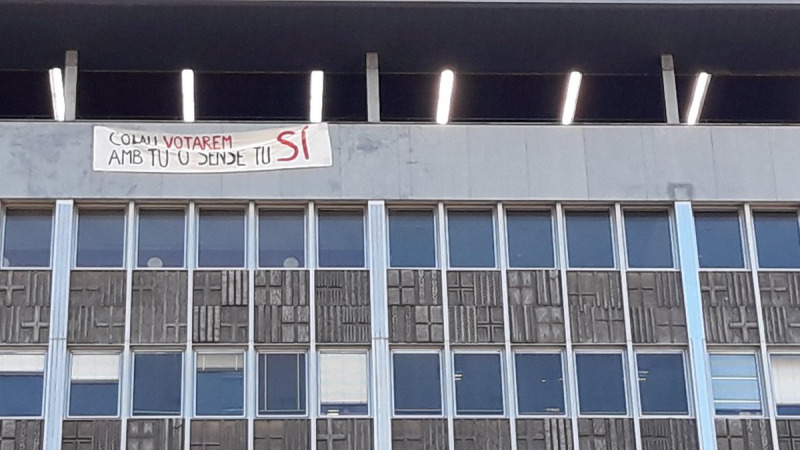 COLAU VOTAREM
AMB TU O SENSE TU SÍ